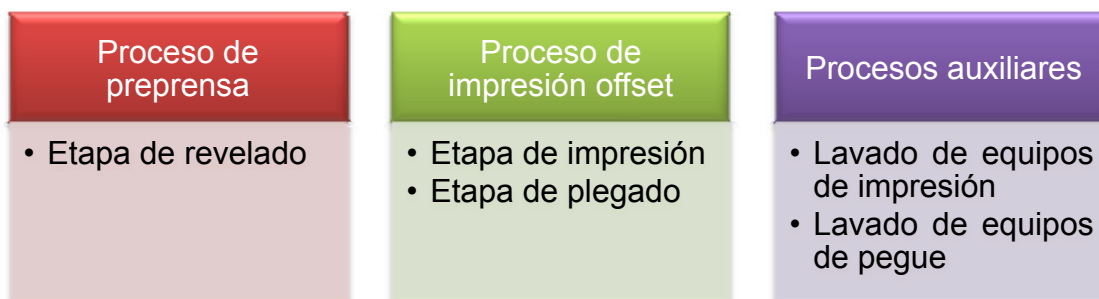 Proceso de
preprensa
• Etapa de revelado
Proceso de
impresión offset
• Etapa de impresión
• Etapa de plegado
Procesos auxiliares
• Lavado de equipos
de impresión
• Lavado de equipos
de pegue